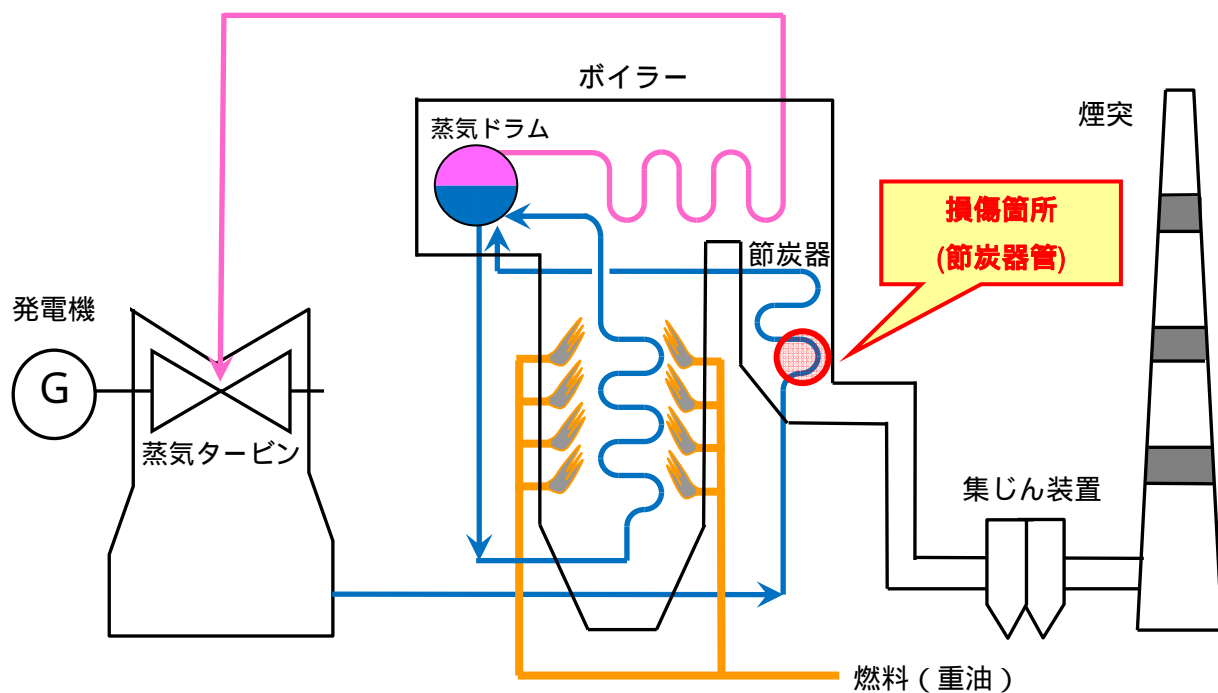 ボイラー
蒸気ドラム
煙突
損傷箇所
(節炭器管)
節炭器
発電機
G
蒸気タービン
集じん装置
燃料(重油)